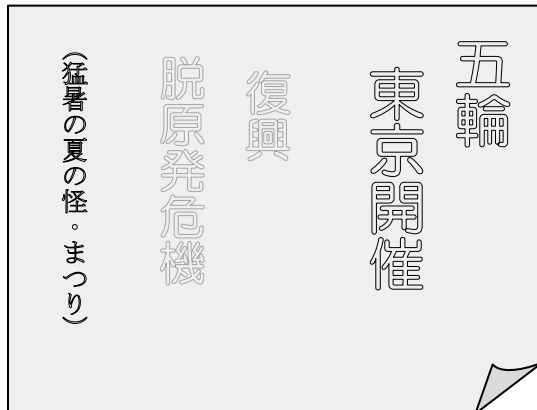 五輪
東京開催
復興
脱原発危機
（猛暑の夏の怪。まつり）